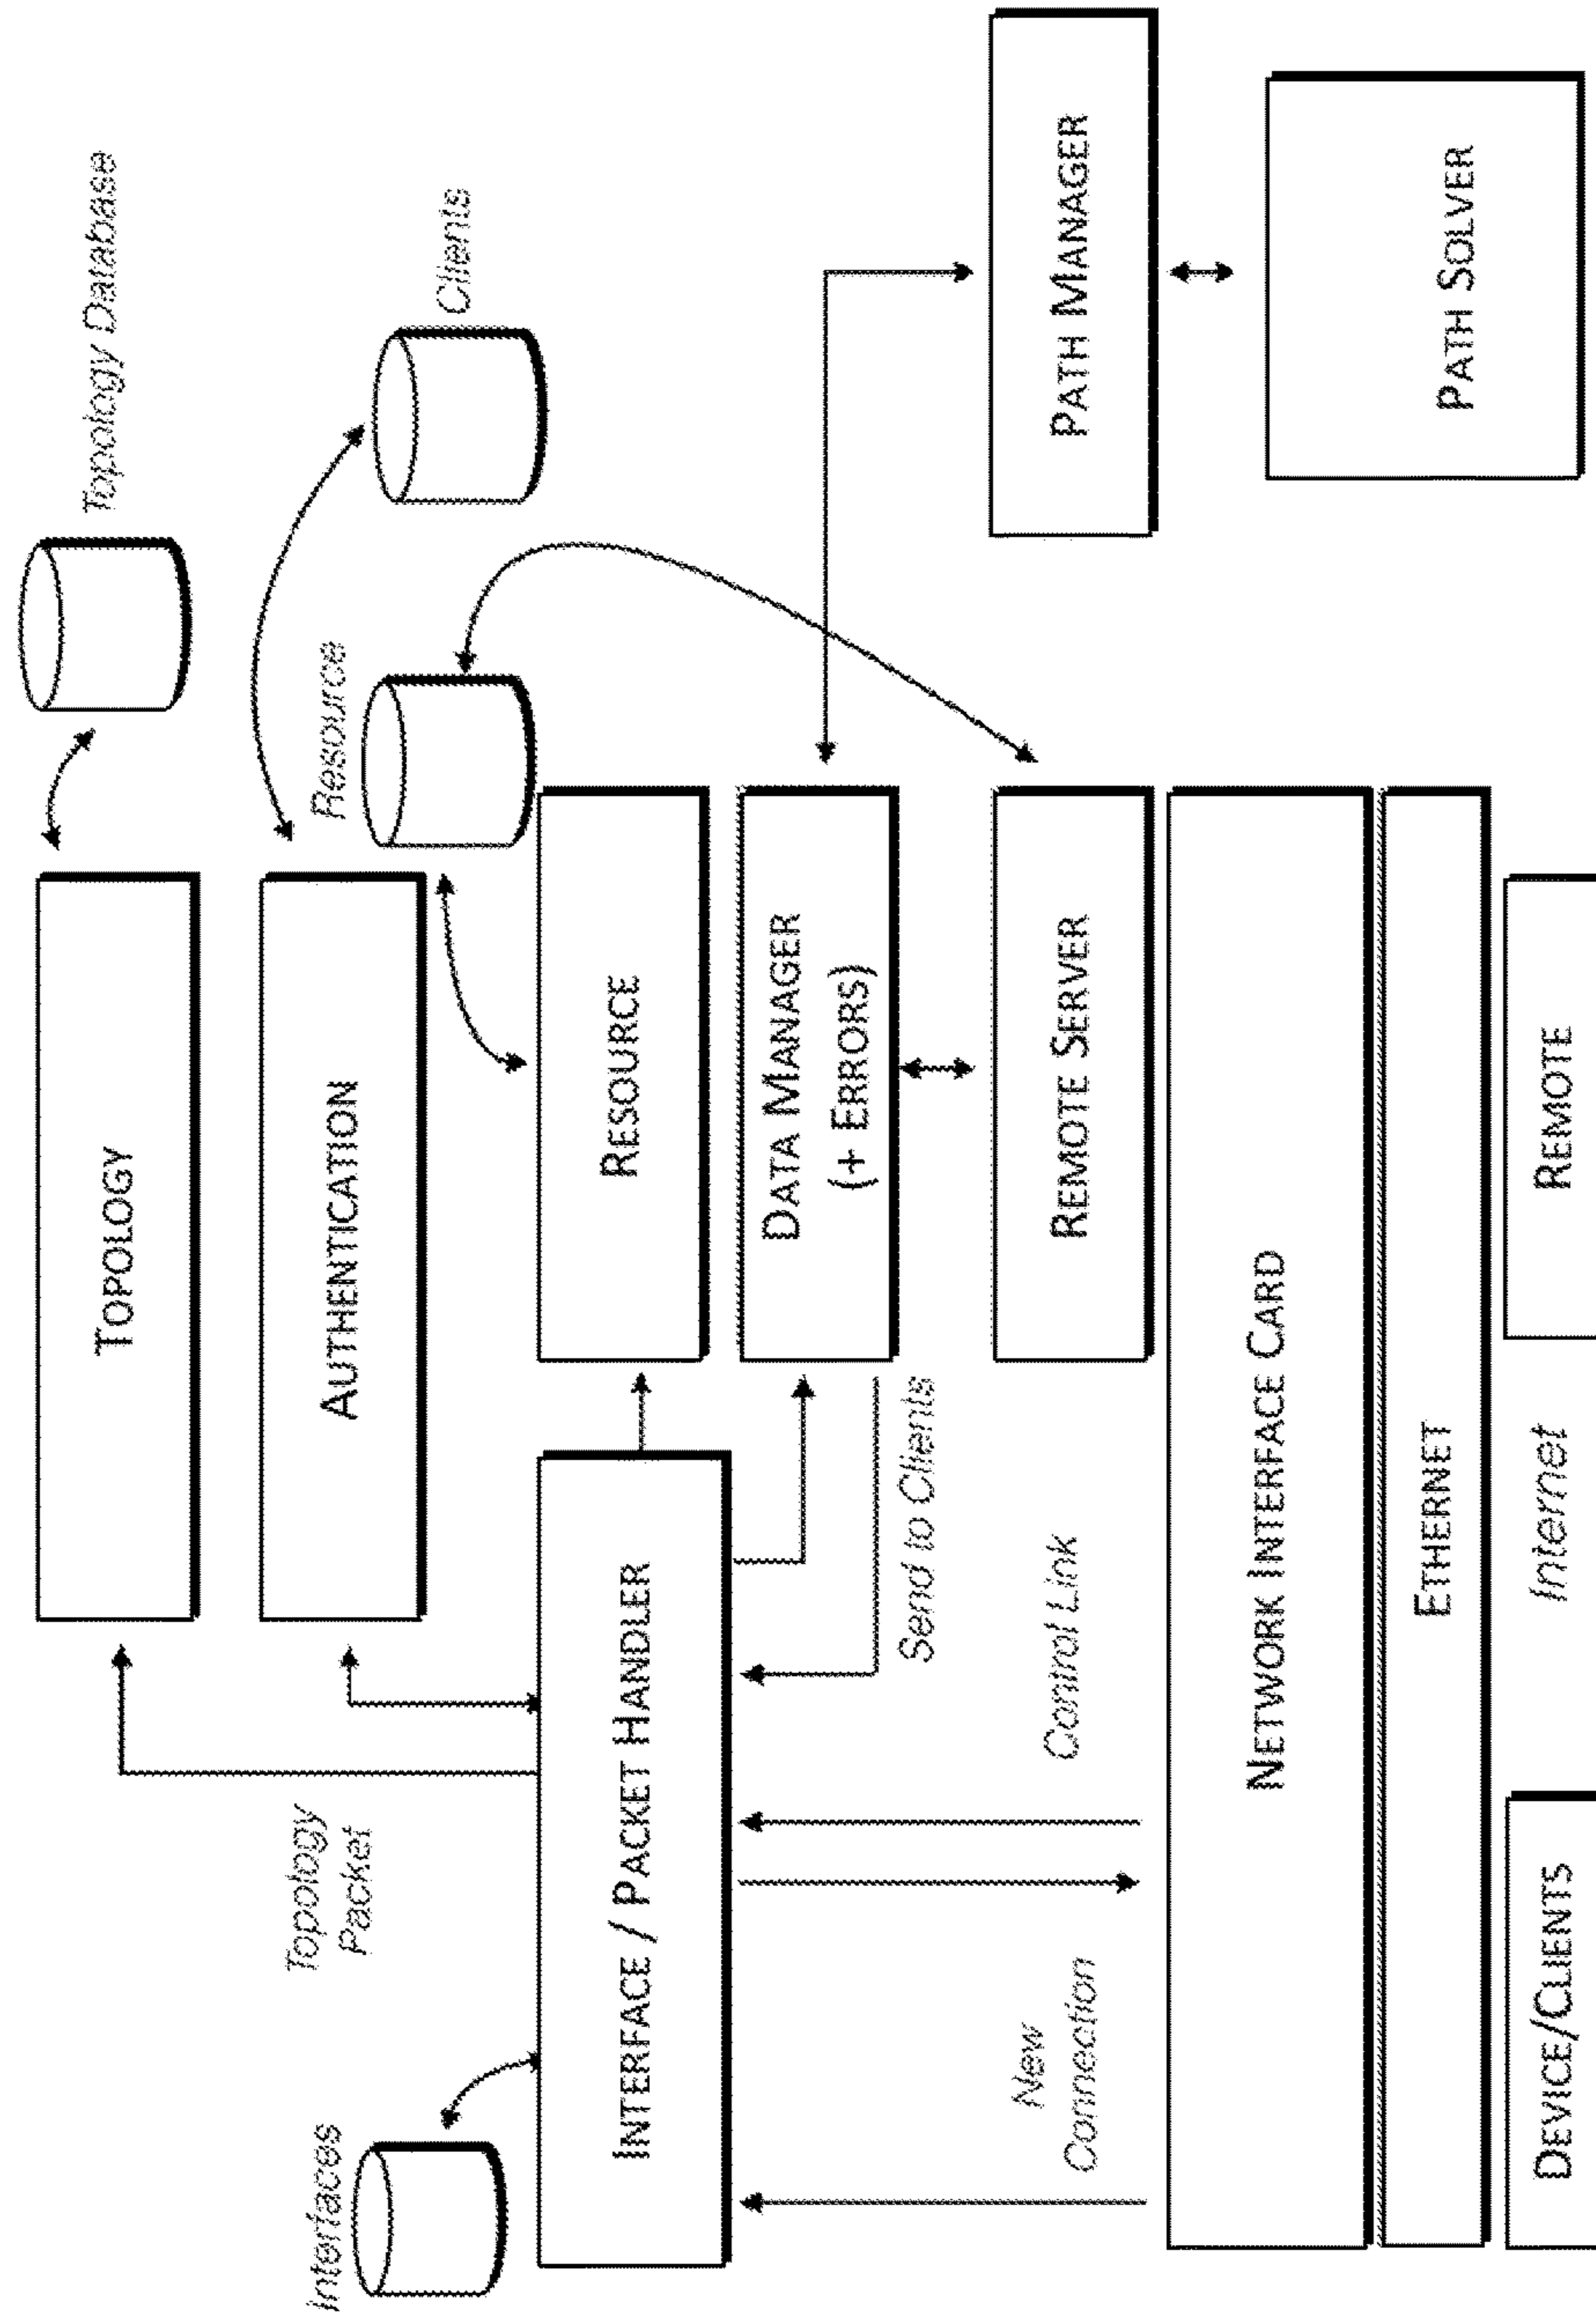 Topology Database
TOPOLOGY
Clients
AUTHENTICATION
Topology
Packet
Interfaces
Resource
RESOURCE
INTERFACE / PACKET HANDLER
DATA MANAGER
(+ ERRORS)
Send to Clients
PATH MANAGER
New
Connection
Control Link
REMOTE SERVER
NETWORK INTERFACE CARD
PATH SOLVER
ETHERNET
DEVICE/CLIENTS
Internet
REMOTE